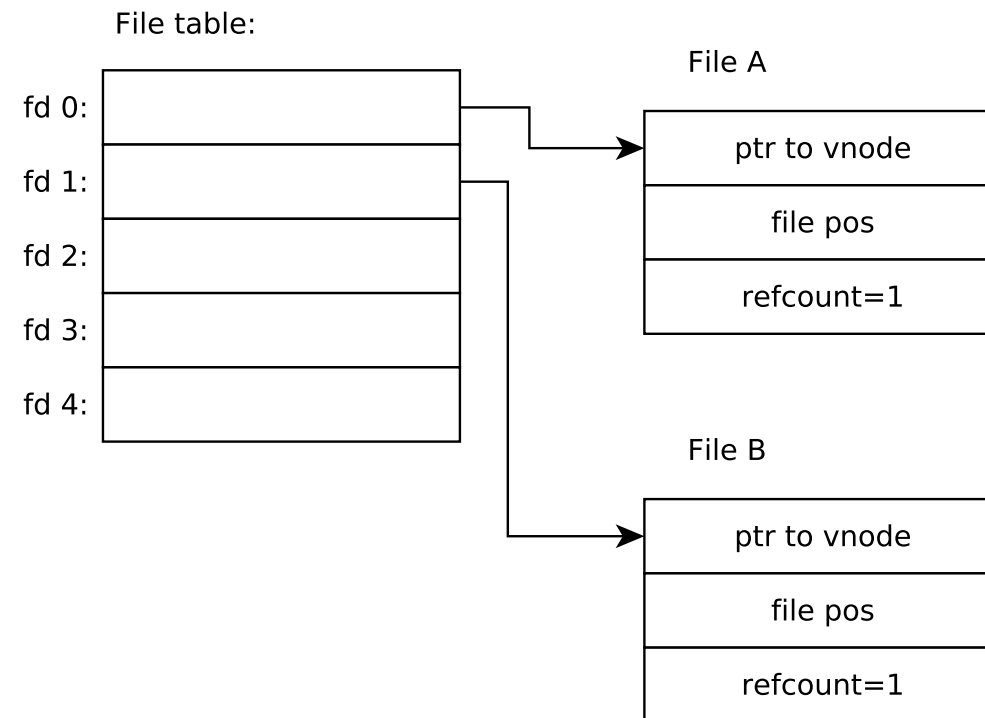 File table:
fd 0:
fd 1:
fd 2:
fd 3:
fd 4:
File A
ptr to vnode
file pos
refcount=1
File B
ptr to vnode
file pos
refcount=1